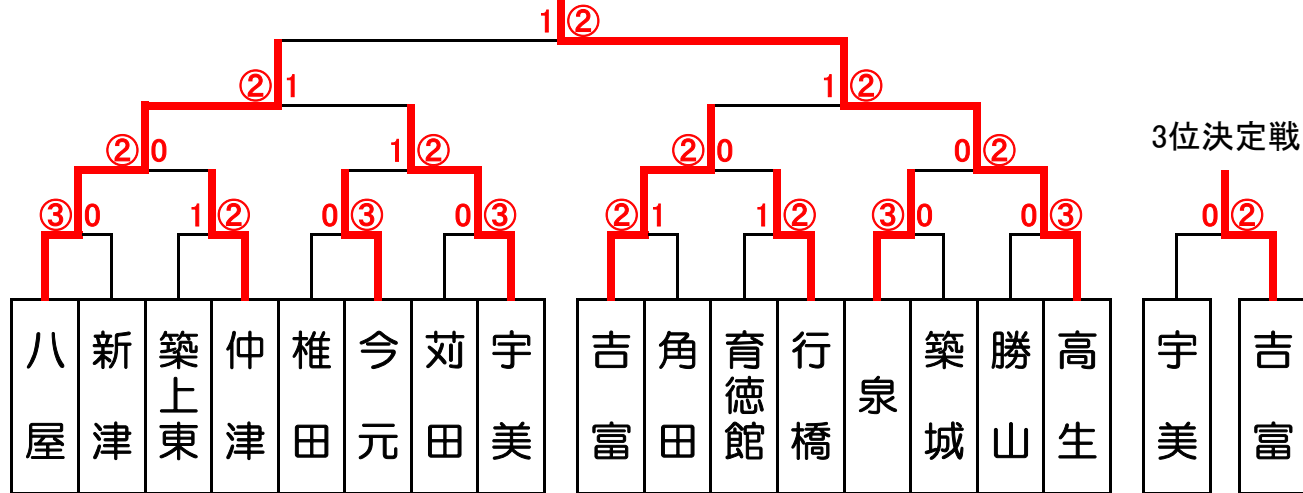 1 ②
② 1 1 ②
② 0 1 ② ② 0 0 ②
3位決定戦
③ 0 1 ② 0 ③ 0 ③ ② 1 1 ② ③ 0 0 ③ 0 ②
八屋
新津
築上東
仲津
椎田
今元
苅田
宇美
吉富
角田
育徳館
行橋
泉
築城
勝山
高生
宇美
吉富